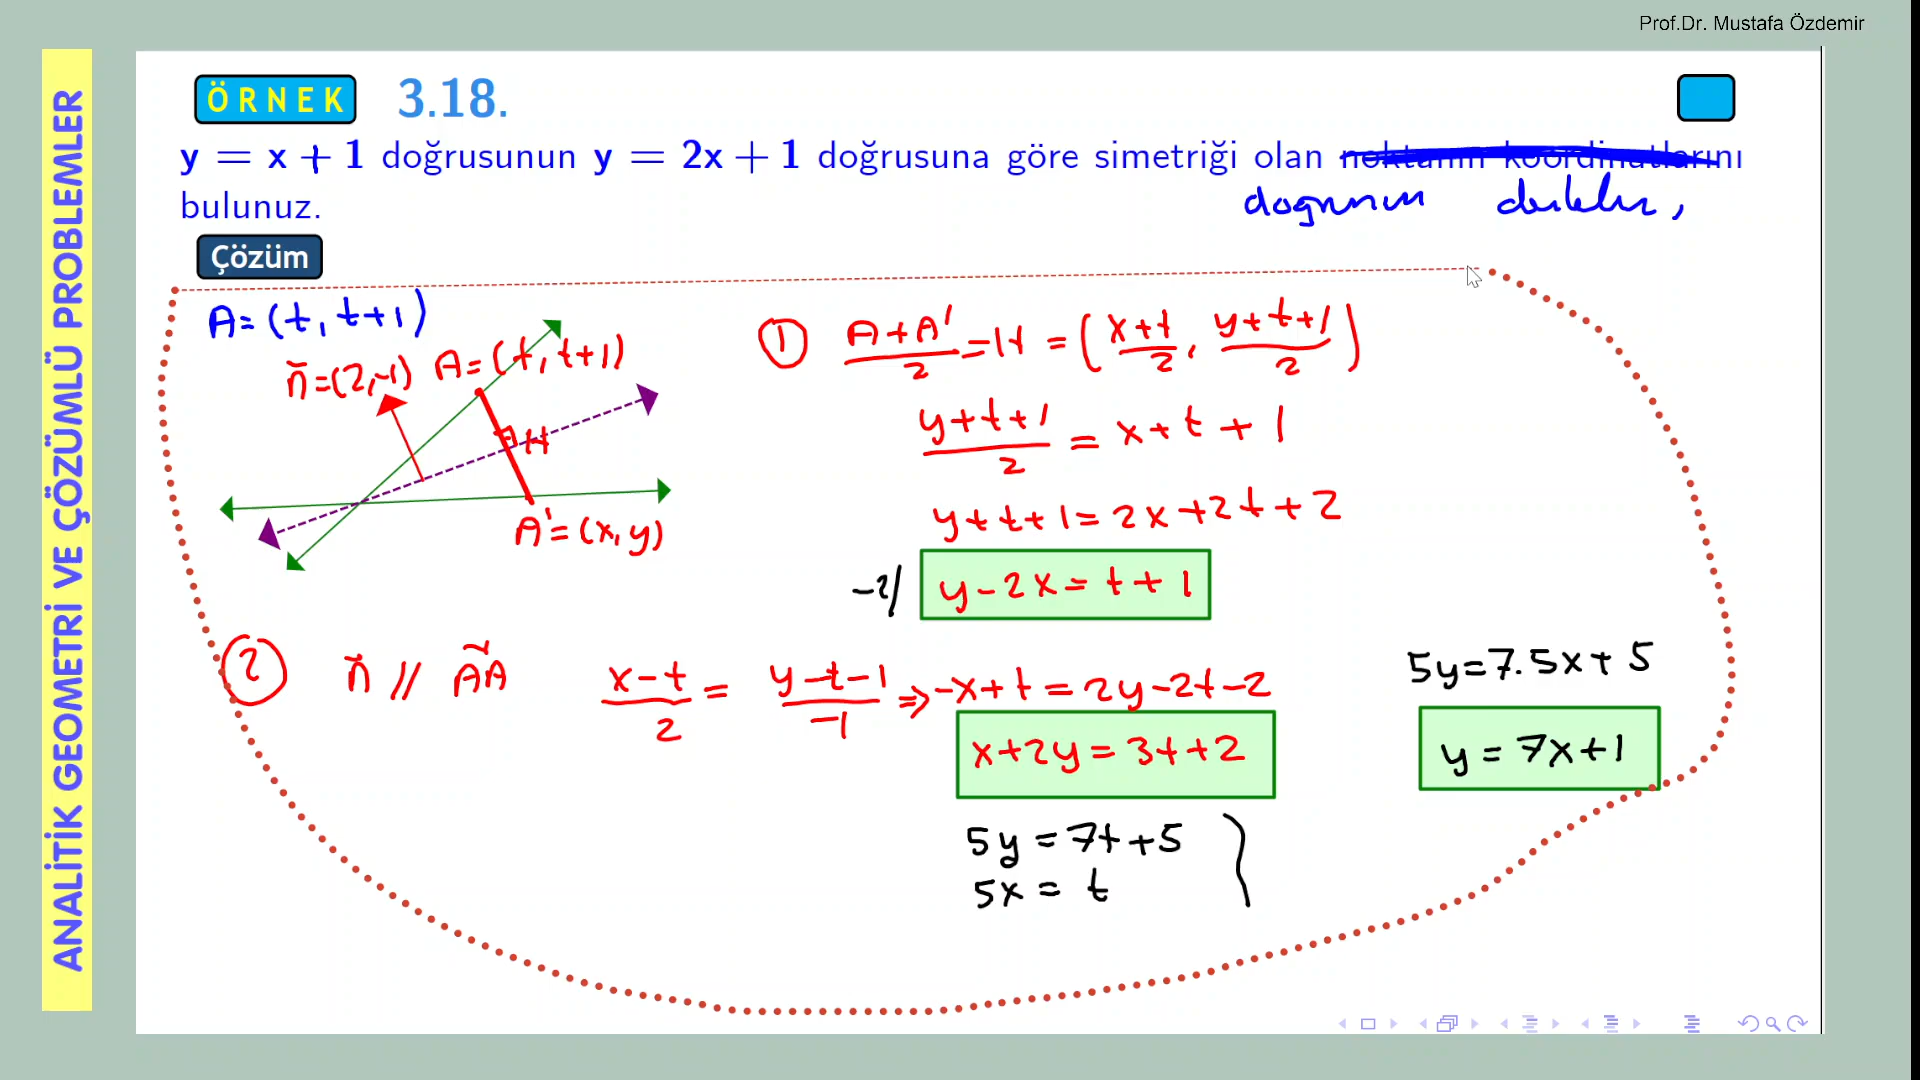 Prof.Dr. Mustafa Özdemir
ANALİTİK GEOMETRİ VE ÇÖZÜMLÜ PROBLEMLER
ÖRNEK 3.18.
y = x + 1 doğrusunun y = 2x + 1 doğrusuna göre simetriği olan noktanın koordinatlarını
bulunuz. doğrunun
Çözüm
A = (t, t+1)
n = (2, -1) A = (t, t+1)
H
A' = (x, y)
① (A+A')/2 = H = ((x+t)/2, (y+t+1)/2)
(y+t+1)/2 = x+t+1
y+t+1 = 2x+2t+2
-2/ y-2x = t+1
② n // AA (x-t)/2 = (y-t-1)/-1 ⇒ -x+t = 2y-2t-2
x+2y = 3t+2
5y = 7t+5
5x = t
5y = 7.5x + 5
y = 7x+1